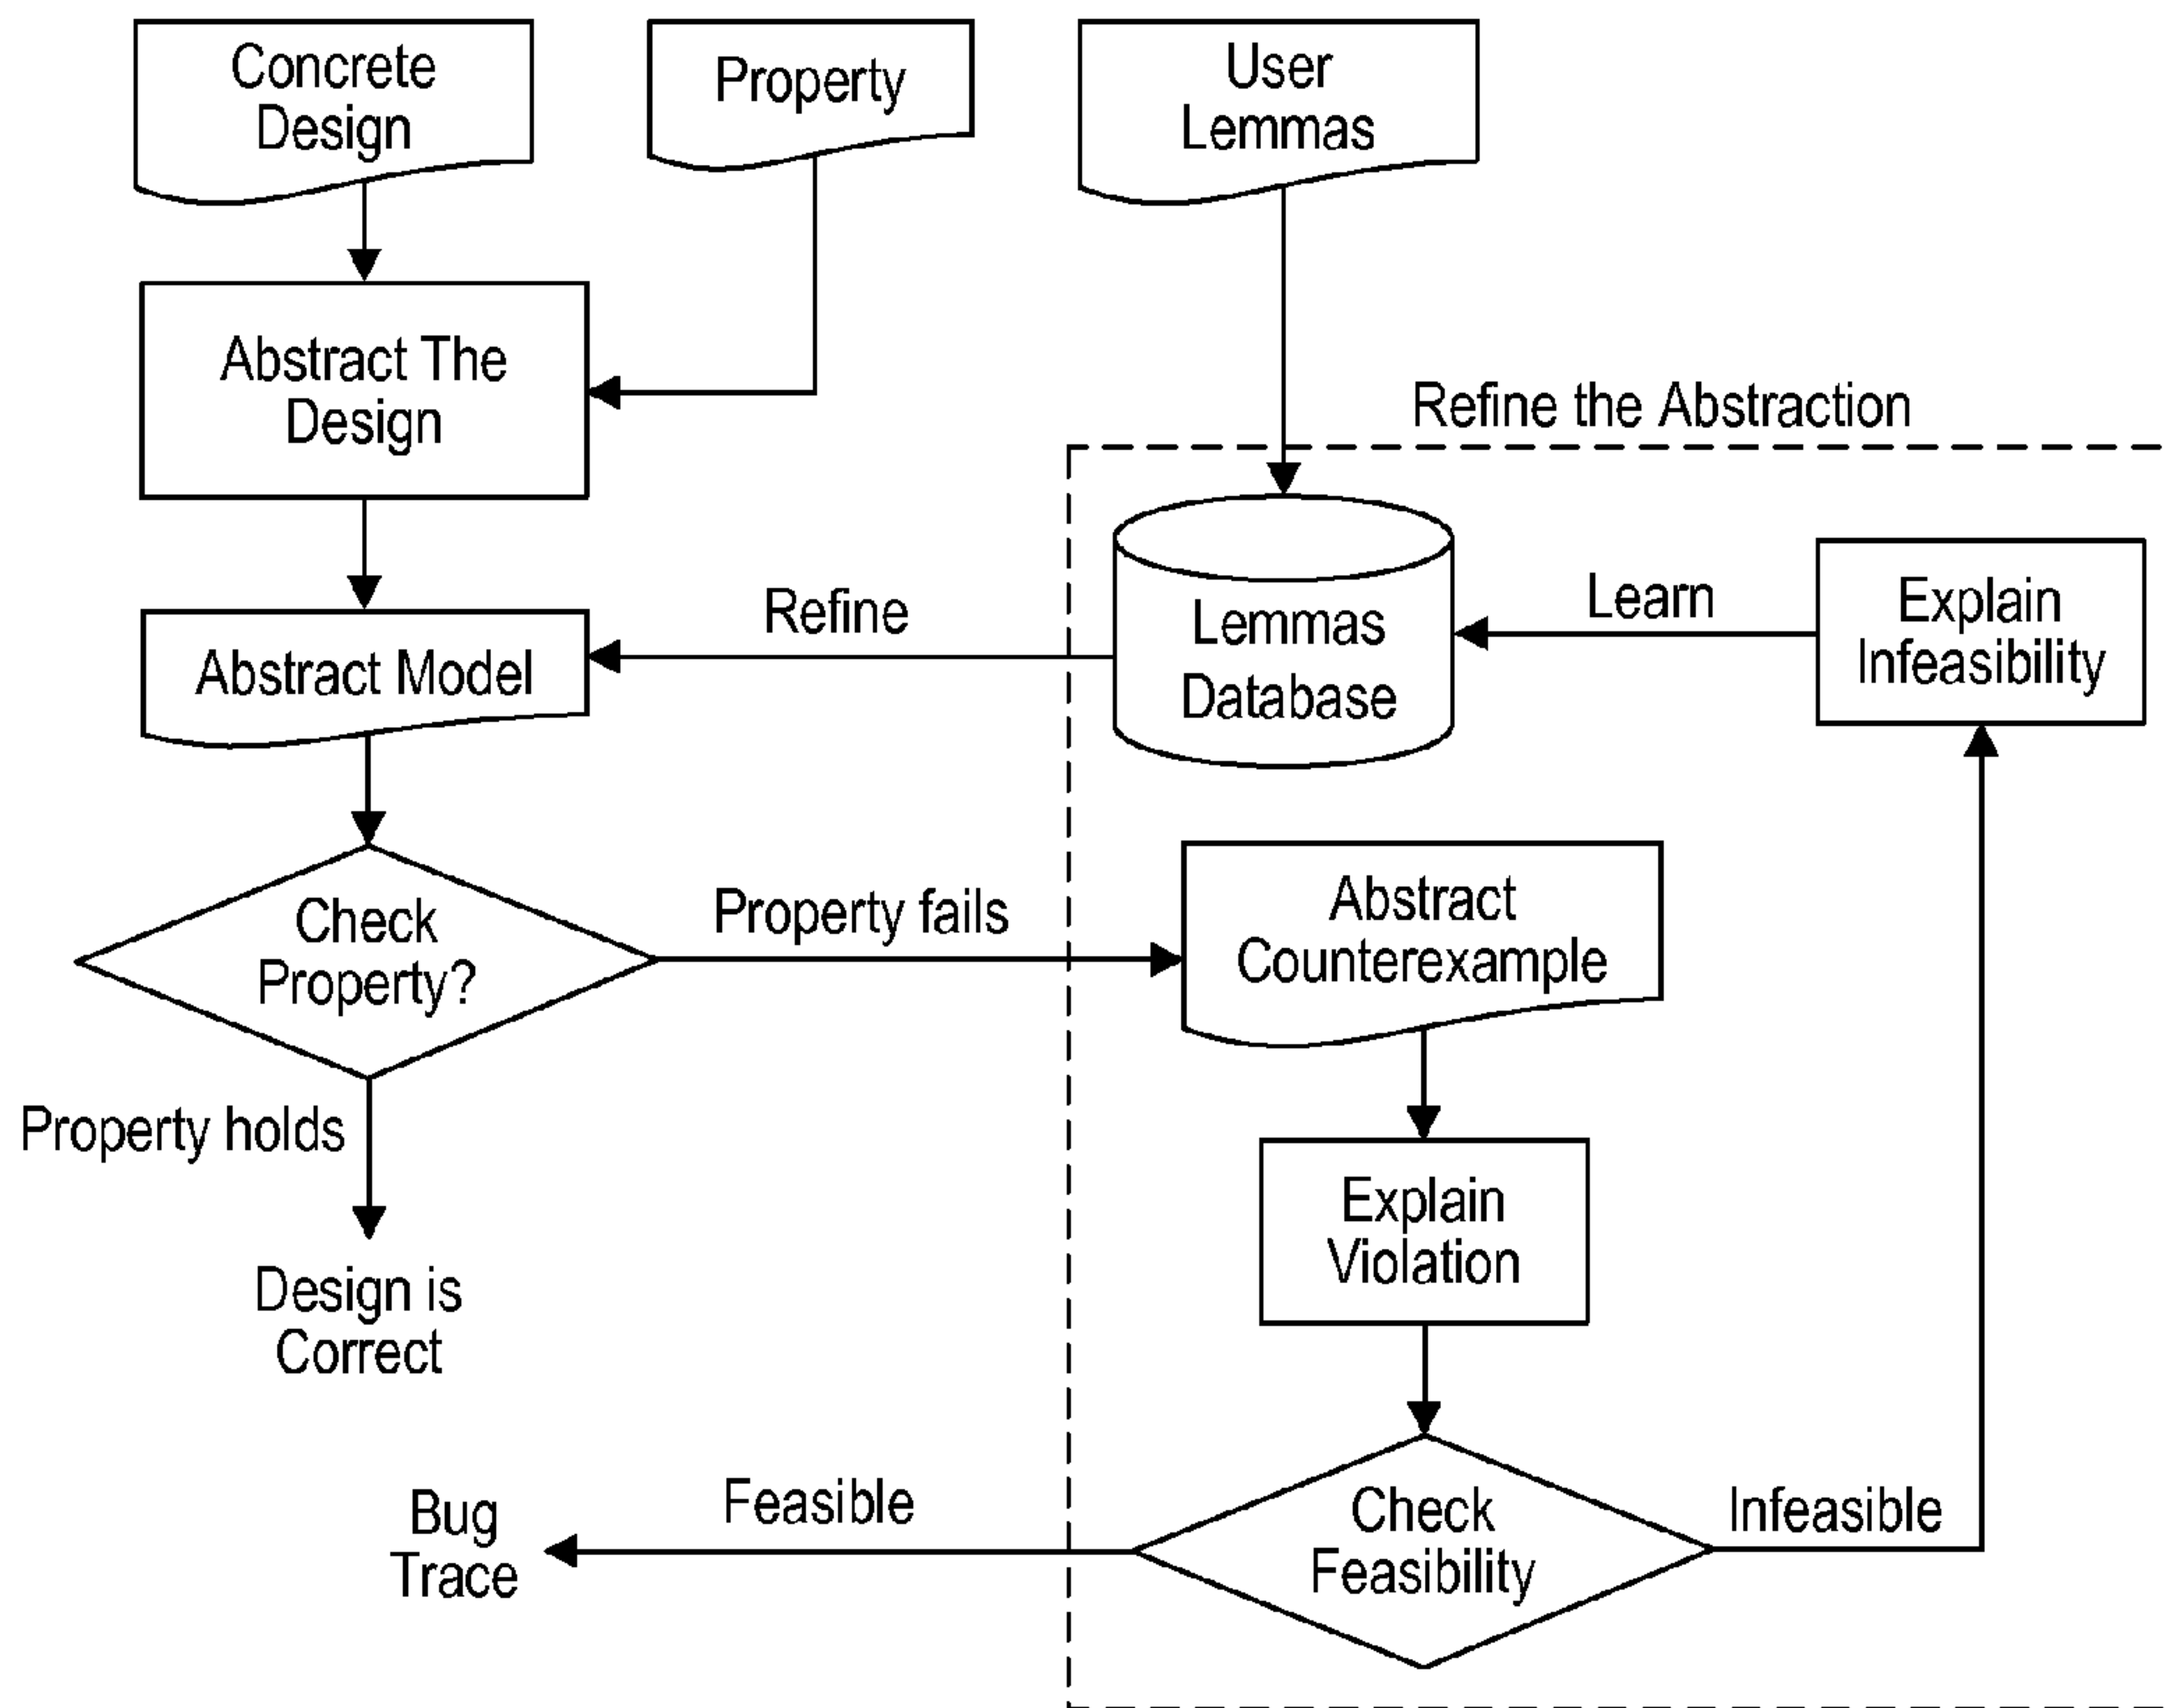 Concrete
Design
Property
User
Lemmas
Abstract The
Design
Refine the Abstraction
Refine
Lemmas
Database
Learn
Explain
Infeasibility
Abstract Model
Check
Property?
Property fails
Abstract
Counterexample
Property holds
Explain
Violation
Design is
Correct
Bug
Trace
Feasible
Check
Feasibility
Infeasible